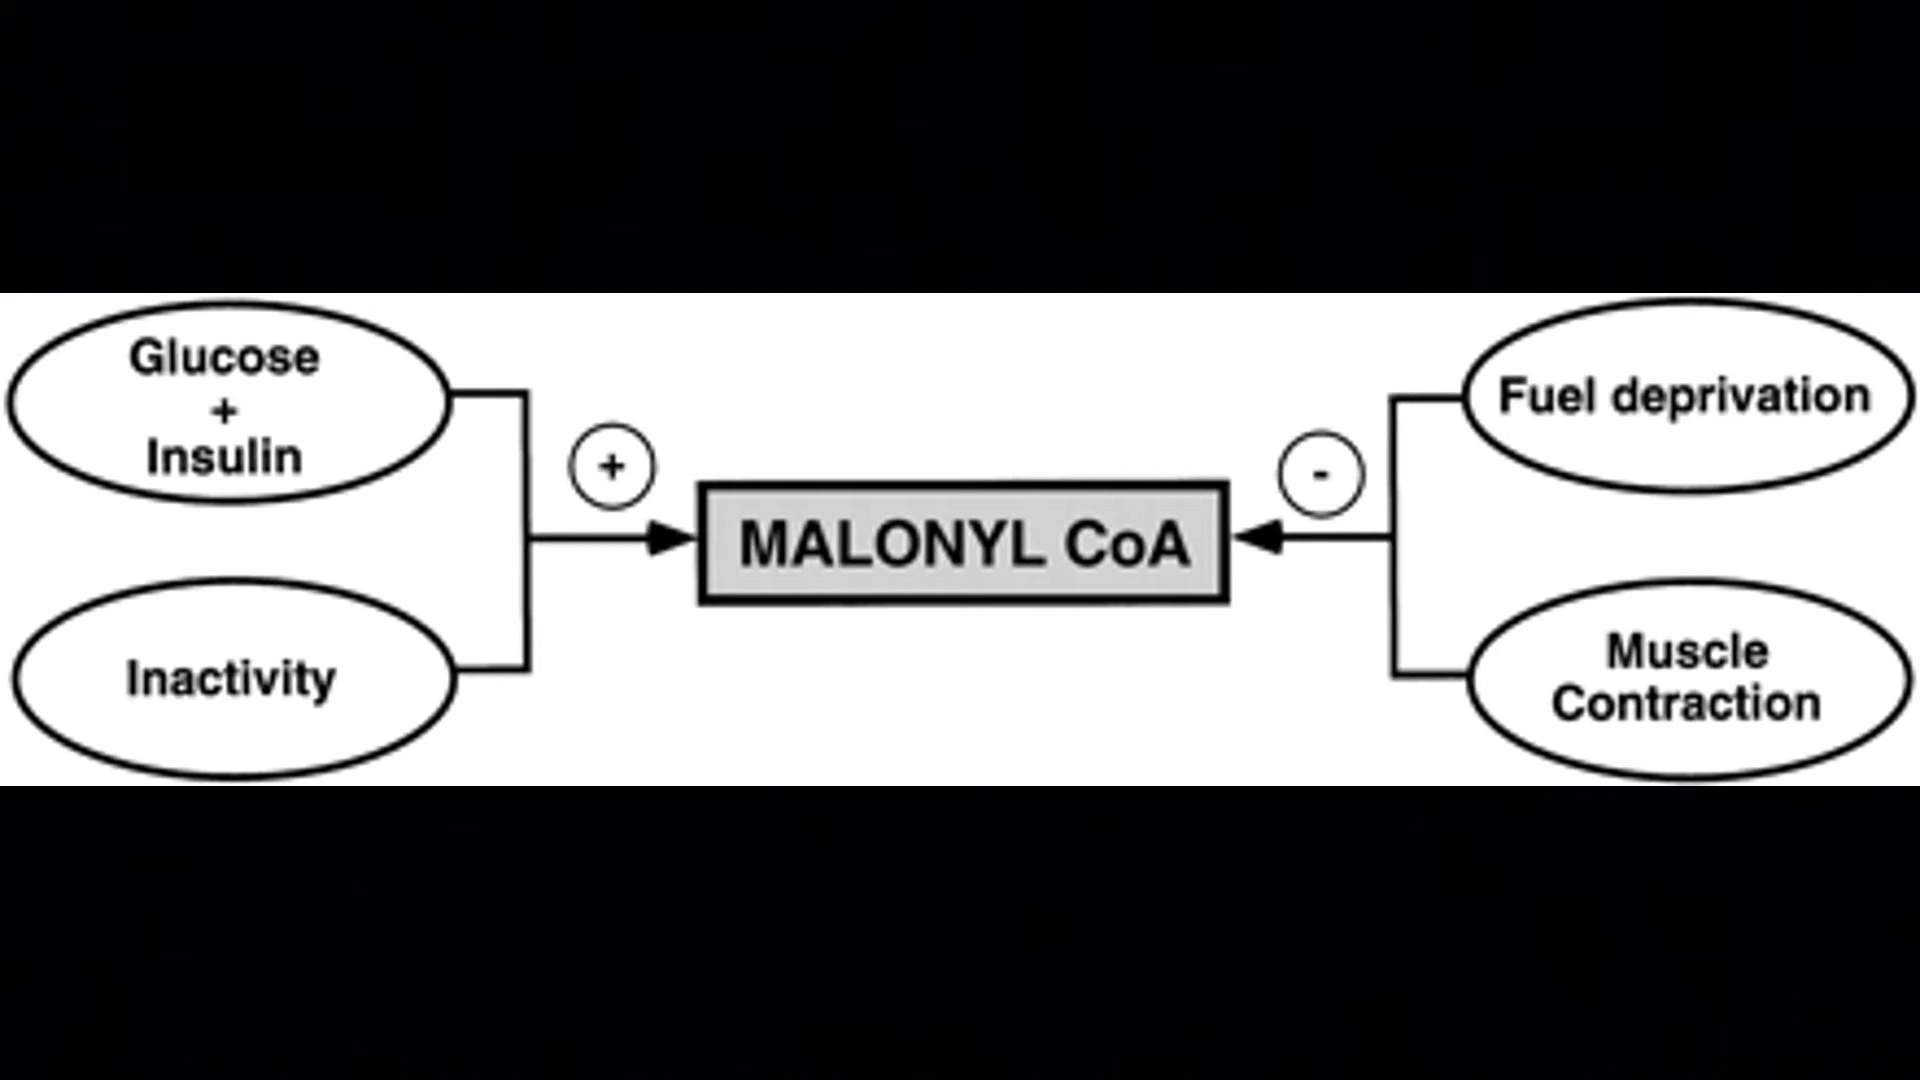 Glucose
+
Insulin
Inactivity
+
MALONYL CoA
-
Fuel deprivation
Muscle
Contraction